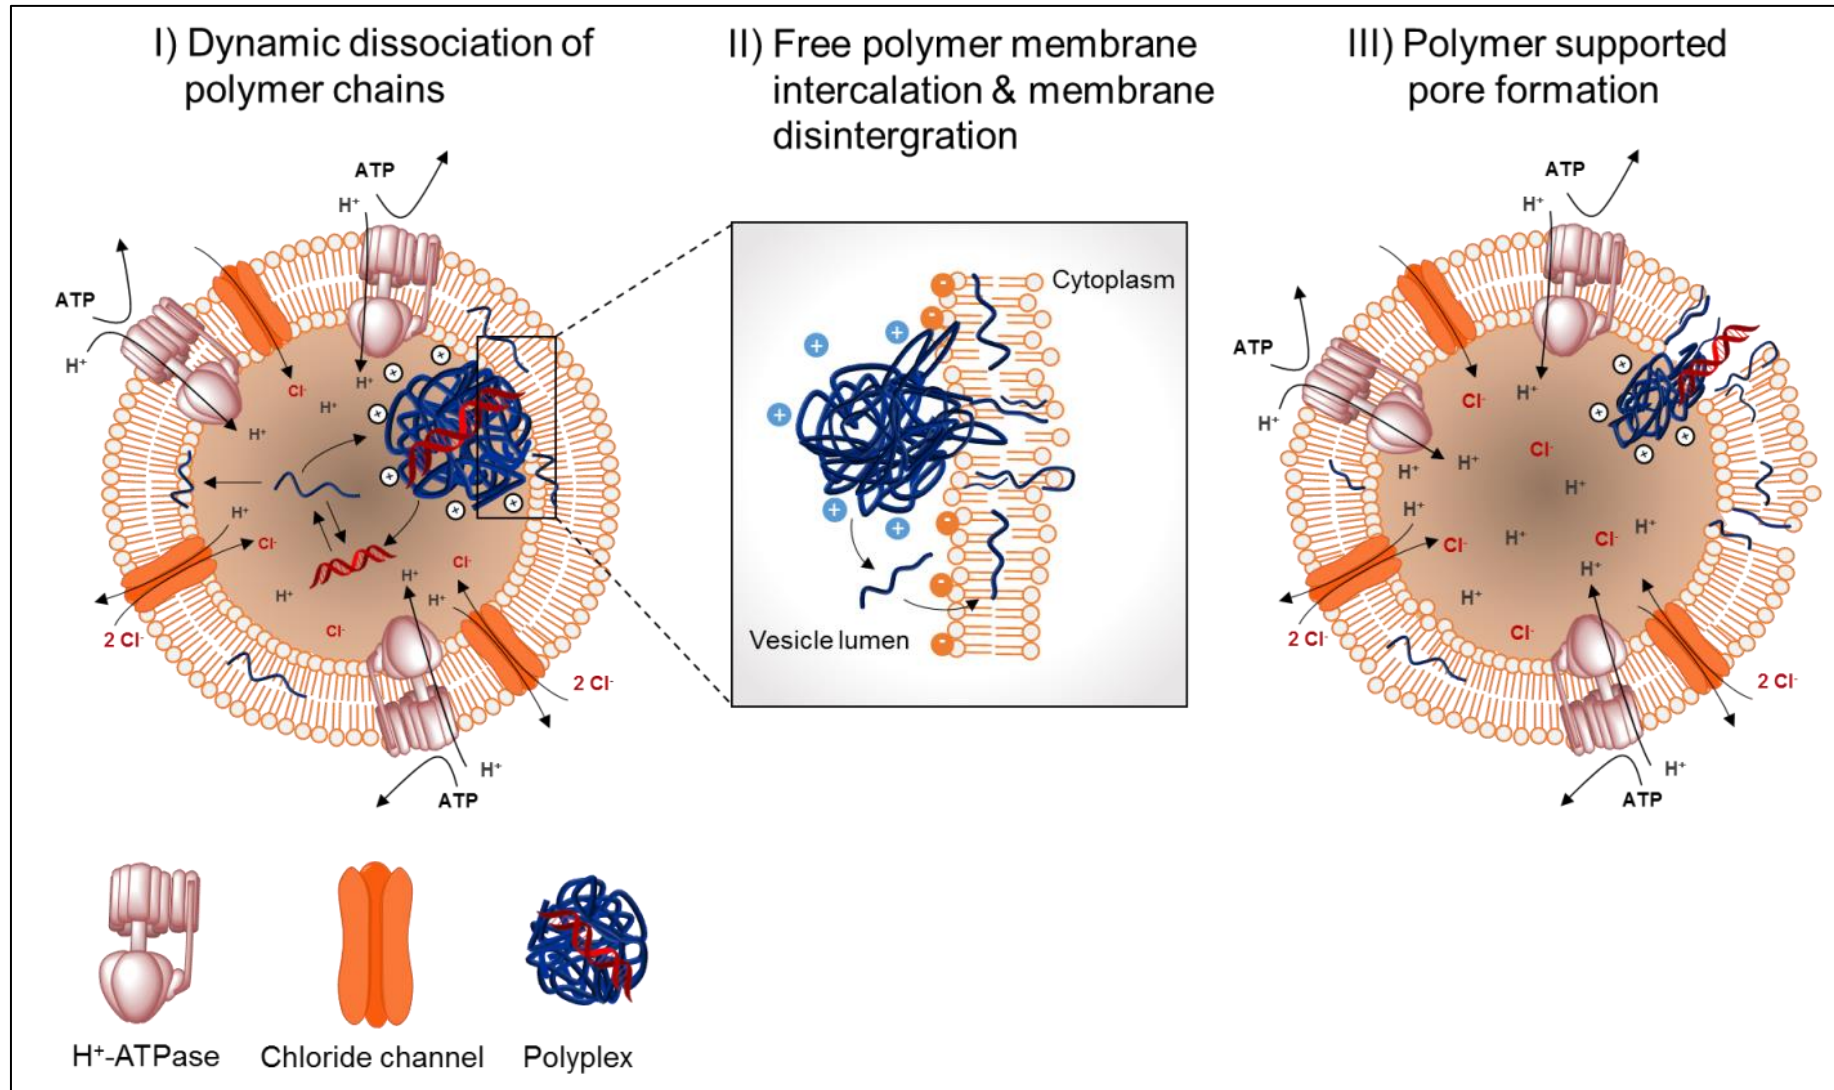 I) Dynamic dissociation of
polymer chains
II) Free polymer membrane
intercalation & membrane
disintergration
III) Polymer supported
pore formation
ATP
H⁺
ATP
H⁺
Cl⁻
H⁺
H⁺
H⁺
H⁺
Cl⁻
Cl⁻
H⁺
H⁺
H⁺
Cl⁻
2 Cl⁻
2 Cl⁻
H⁺
ATP
Cytoplasm
Vesicle lumen
ATP
H⁺
ATP
H⁺
Cl⁻
H⁺
Cl⁻
H⁺
H⁺
H⁺
H⁺
H⁺
Cl⁻
H⁺
Cl⁻
H⁺
H⁺
Cl⁻
2 Cl⁻
2 Cl⁻
H⁺
ATP
H⁺-ATPase
Chloride channel
Polyplex